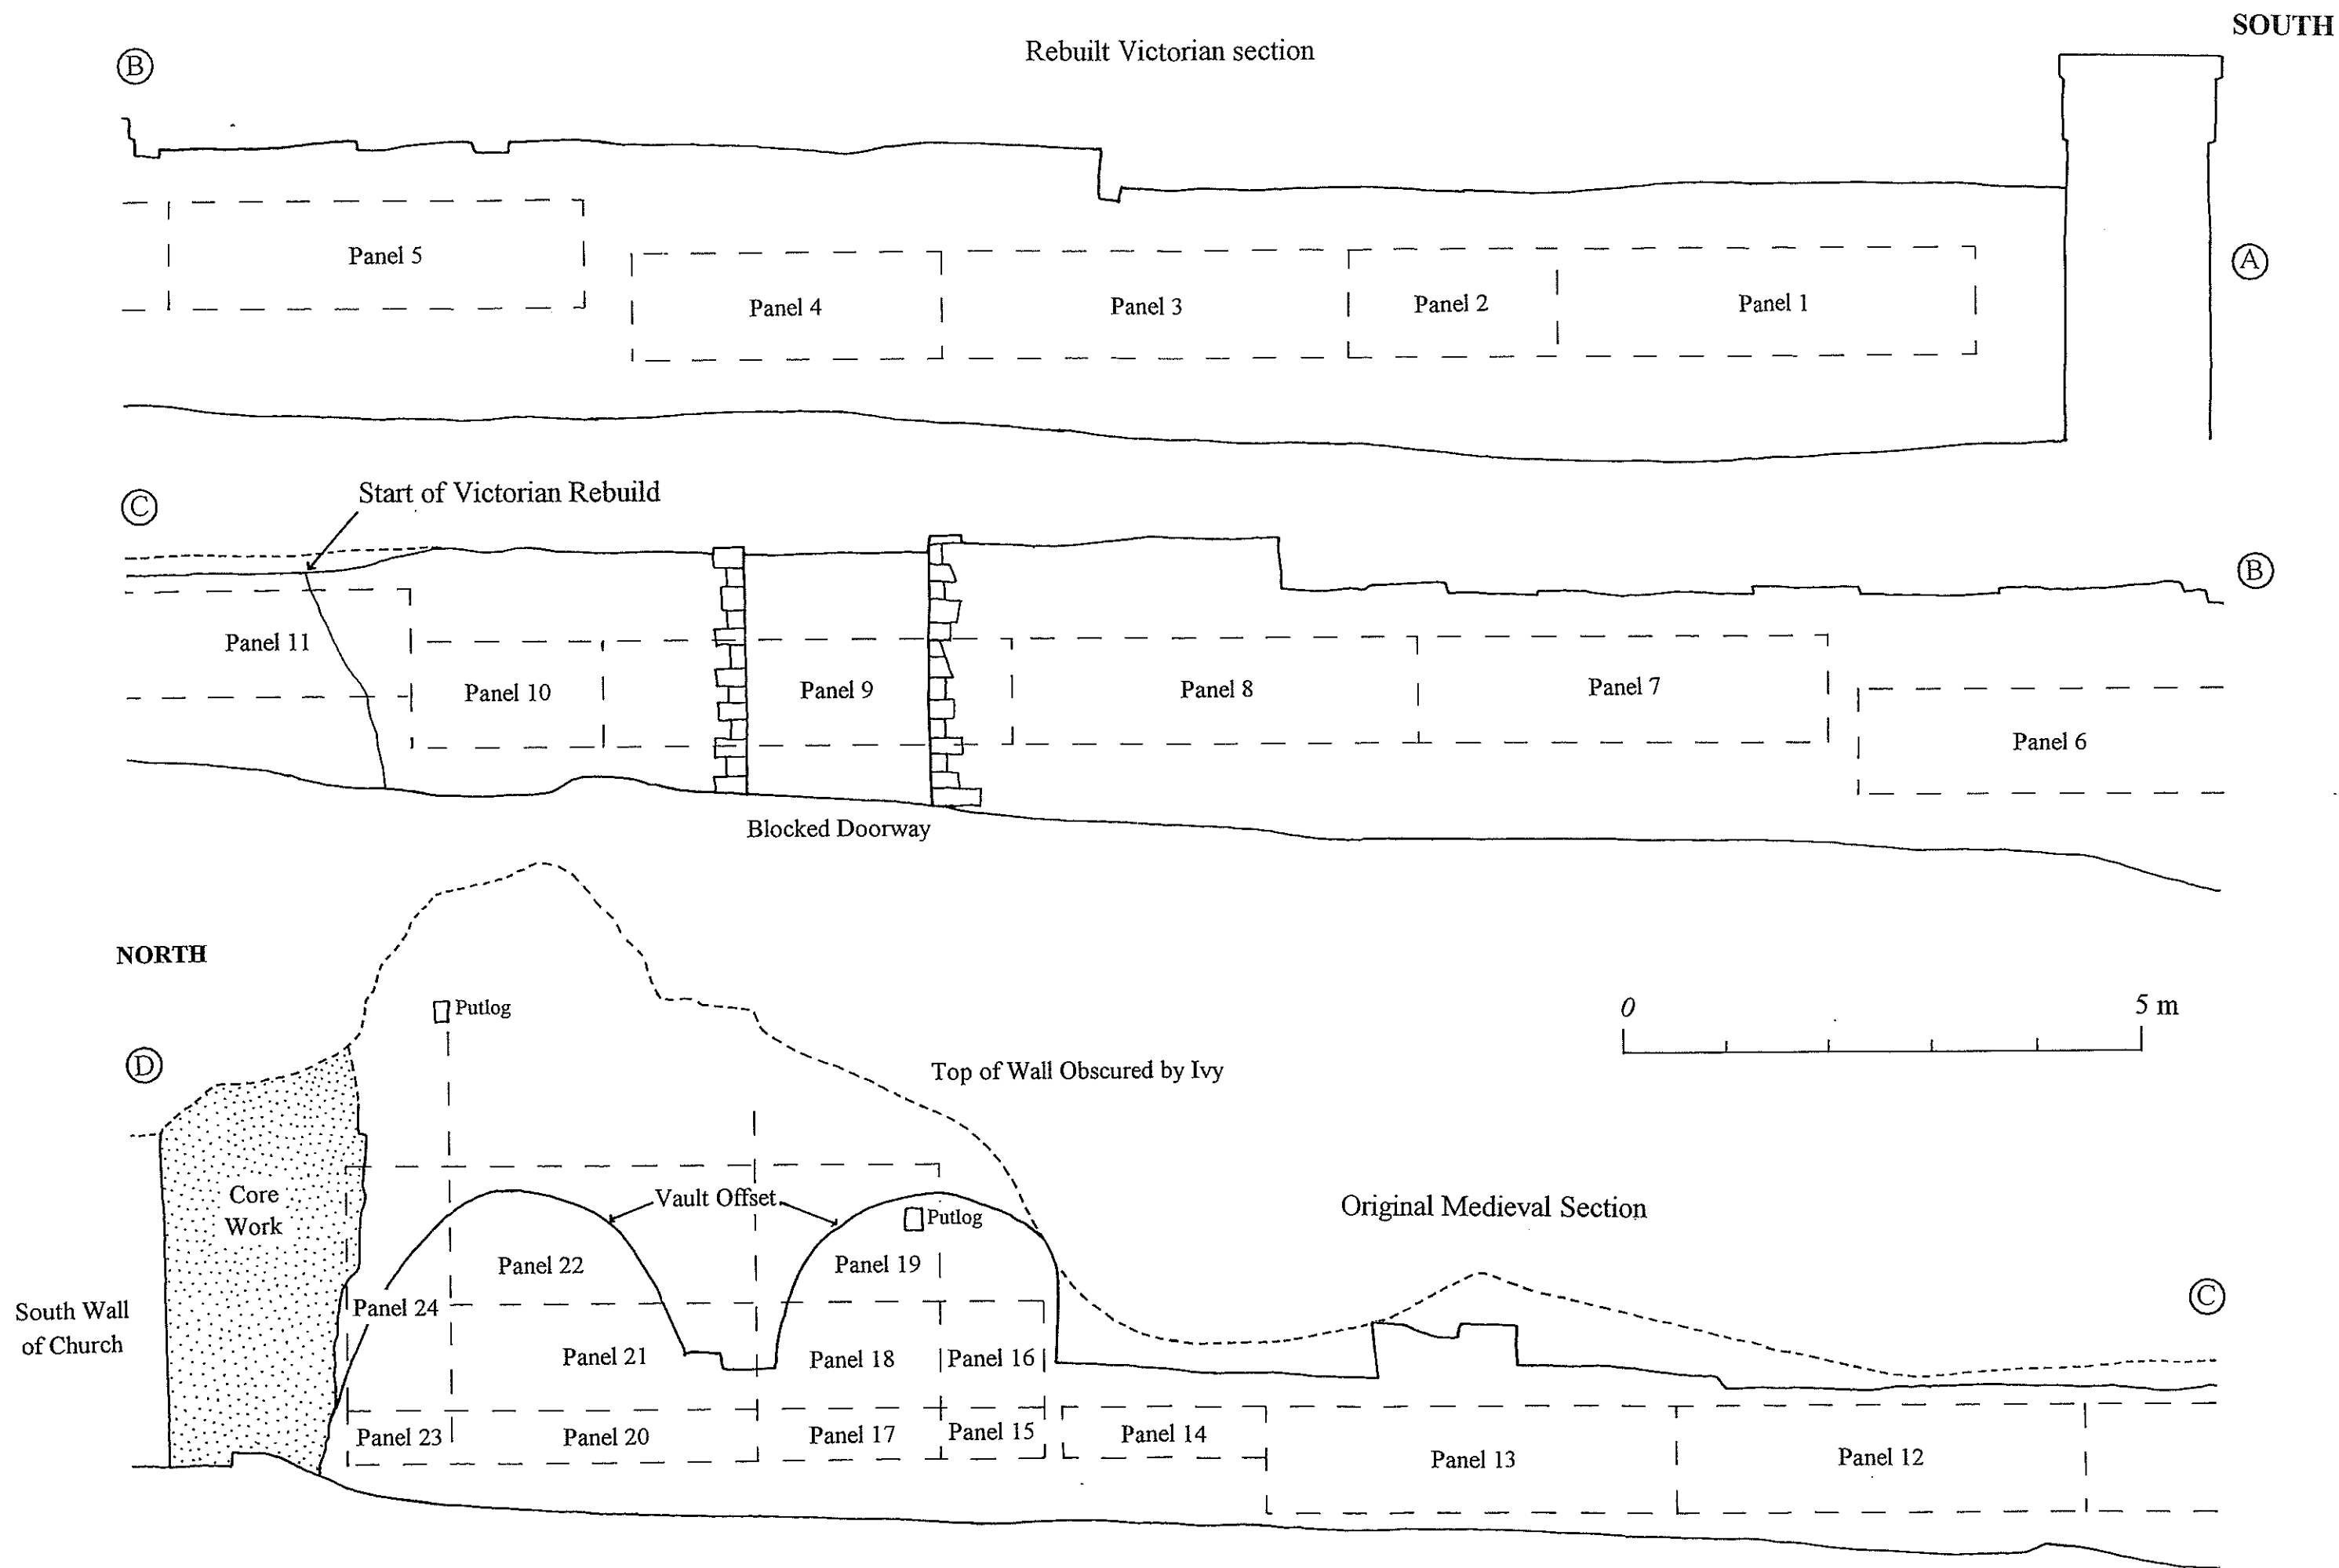 SOUTH
Rebuilt Victorian section
B
A
Panel 5
Panel 4
Panel 3
Panel 2
Panel 1
Start of Victorian Rebuild
C
B
Panel 11
Panel 10
Panel 9
Panel 8
Panel 7
Panel 6
Blocked Doorway
NORTH
Putlog
0
5 m
D
Top of Wall Obscured by Ivy
Core
Work
Vault Offset
Putlog
Original Medieval Section
Panel 22
Panel 19
South Wall
of Church
Panel 24
C
Panel 21
Panel 18
Panel 16
Panel 23
Panel 20
Panel 17
Panel 15
Panel 14
Panel 13
Panel 12